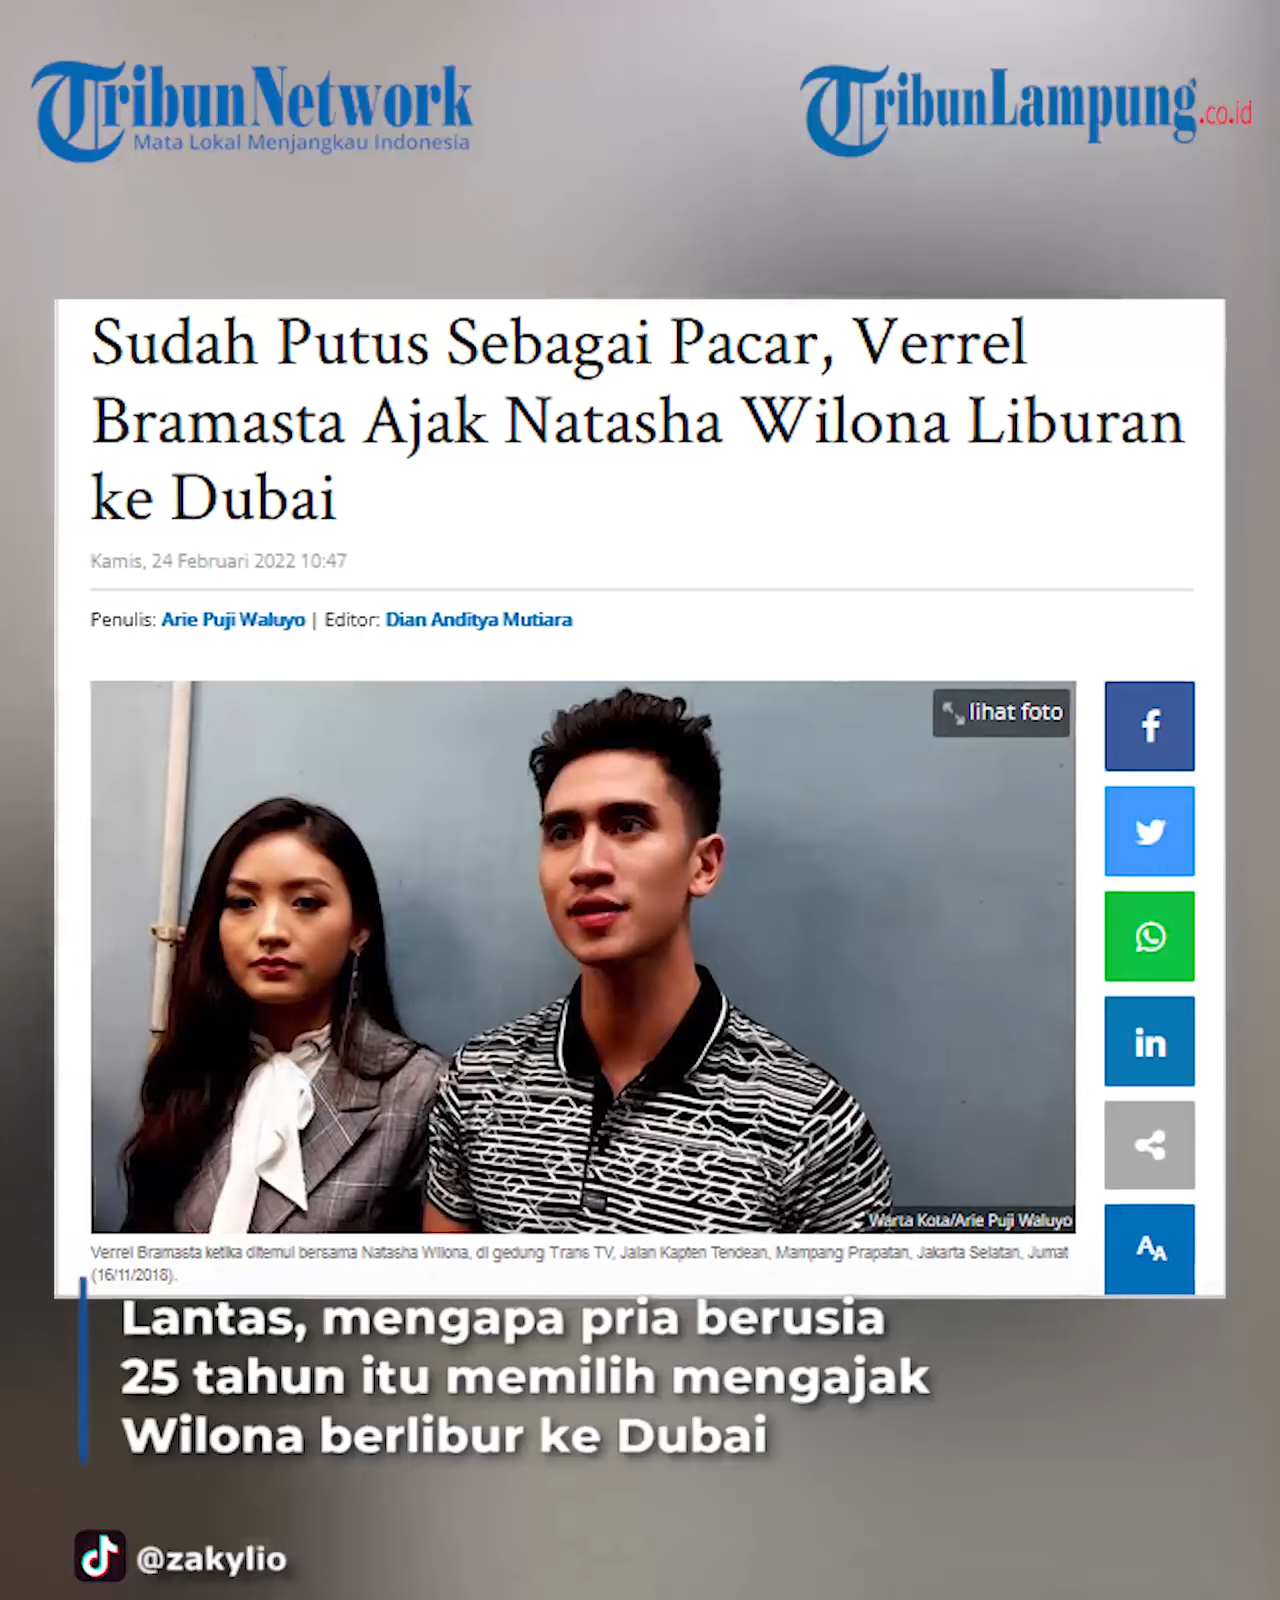 TribunNetwork
Mata Lokal Menjangkau Indonesia
TribunLampung.co.id
Sudah Putus Sebagai Pacar, Verrel
Bramasta Ajak Natasha Wilona Liburan
ke Dubai
Kamis, 24 Februari 2022 10:47
Penulis: Arie Puji Waluyo | Editor: Dian Anditya Mutiara
lihat foto
f
in
AA
Warta Kota/Arie Puji Waluyo
Verrel Bramasta ketika ditemui bersama Natasha Wilona, di gedung Trans TV, Jalan Kapten Tendean, Mampang Prapatan, Jakarta Selatan, Jumat
(16/11/2018).
Lantas, mengapa pria berusia
25 tahun itu memilih mengajak
Wilona berlibur ke Dubai
@zakylio